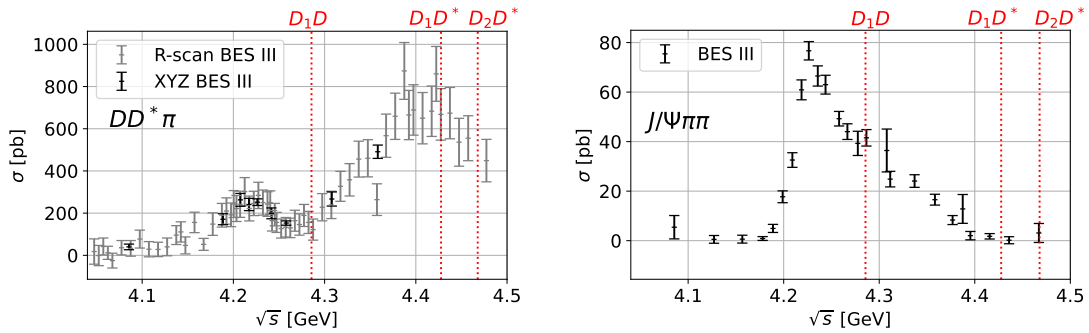 D₁D D₁D* D₂D*
1000
800
600
400
200
0
σ [pb]
R-scan BES III
XYZ BES III
DD*π
4.1 4.2 4.3 4.4 4.5
√s [GeV]
D₁D D₁D* D₂D*
80
60
40
20
0
σ [pb]
BES III
J/Ψππ
4.1 4.2 4.3 4.4 4.5
√s [GeV]